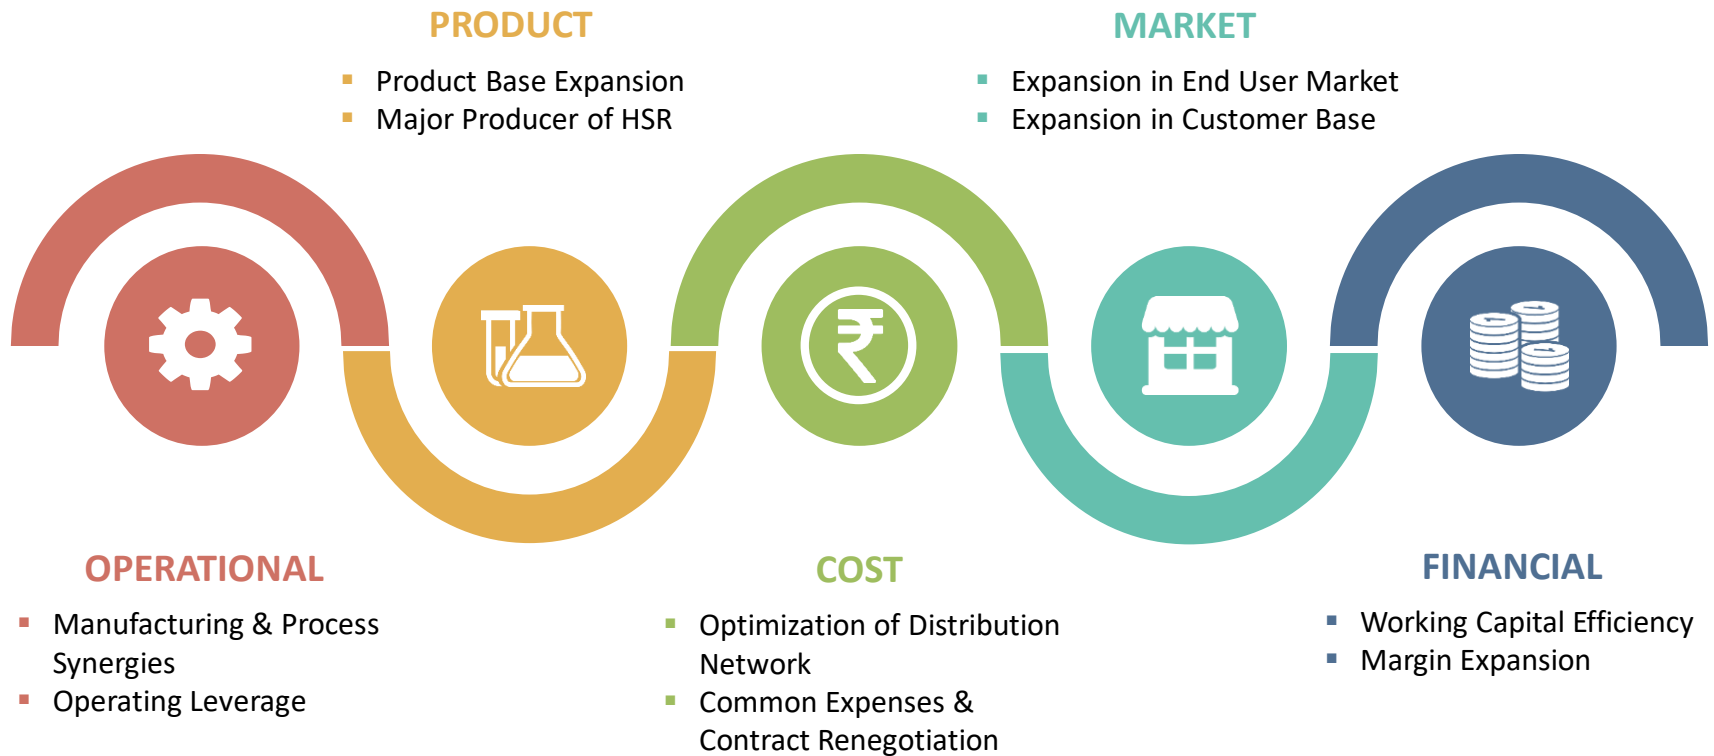 PRODUCT
▪ Product Base Expansion
▪ Major Producer of HSR
MARKET
▪ Expansion in End User Market
▪ Expansion in Customer Base
₹
OPERATIONAL
▪ Manufacturing & Process
Synergies
▪ Operating Leverage
COST
▪ Optimization of Distribution
Network
▪ Common Expenses &
Contract Renegotiation
FINANCIAL
▪ Working Capital Efficiency
▪ Margin Expansion